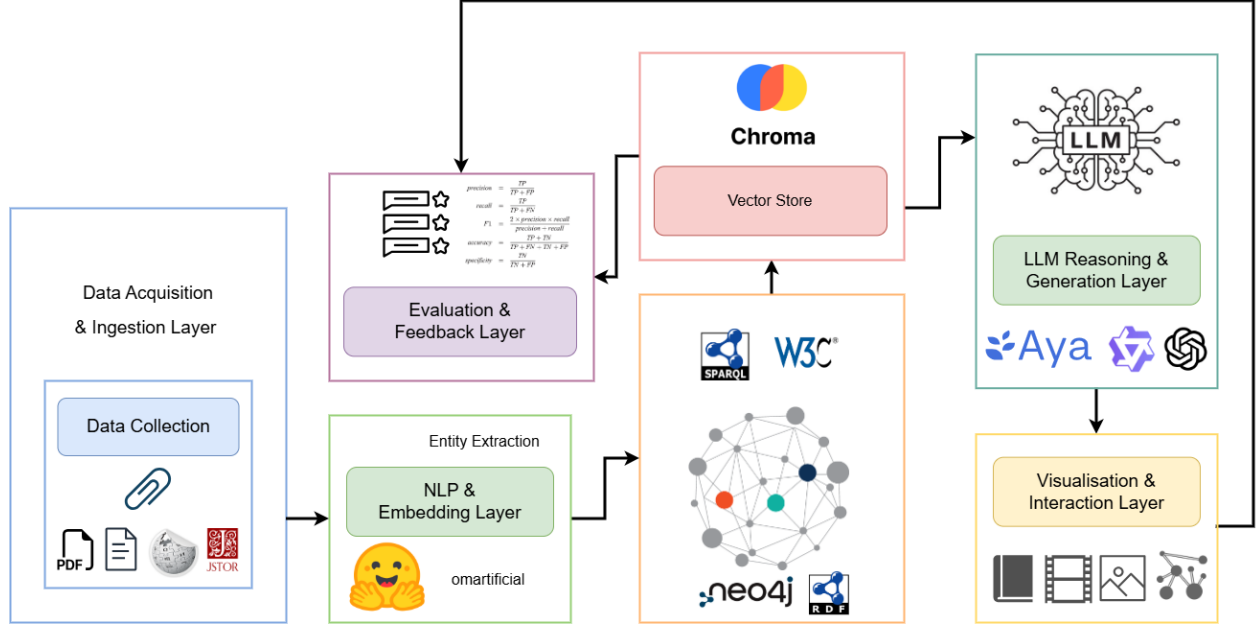 Data Acquisition
& Ingestion Layer
Data Collection
PDF
JSTOR
precision = TP / TP + FP
recall = TP / TP + FN
F1 = 2 × precision × recall / precision + recall
accuracy = TP + TN / TP + FN + TN + FP
specificity = TN / TN + FP
Evaluation &
Feedback Layer
Entity Extraction
NLP &
Embedding Layer
omartificial
Chroma
Vector Store
SPARQL
W3C®
neo4j
RDF
LLM
LLM Reasoning &
Generation Layer
Aya
Visualisation &
Interaction Layer